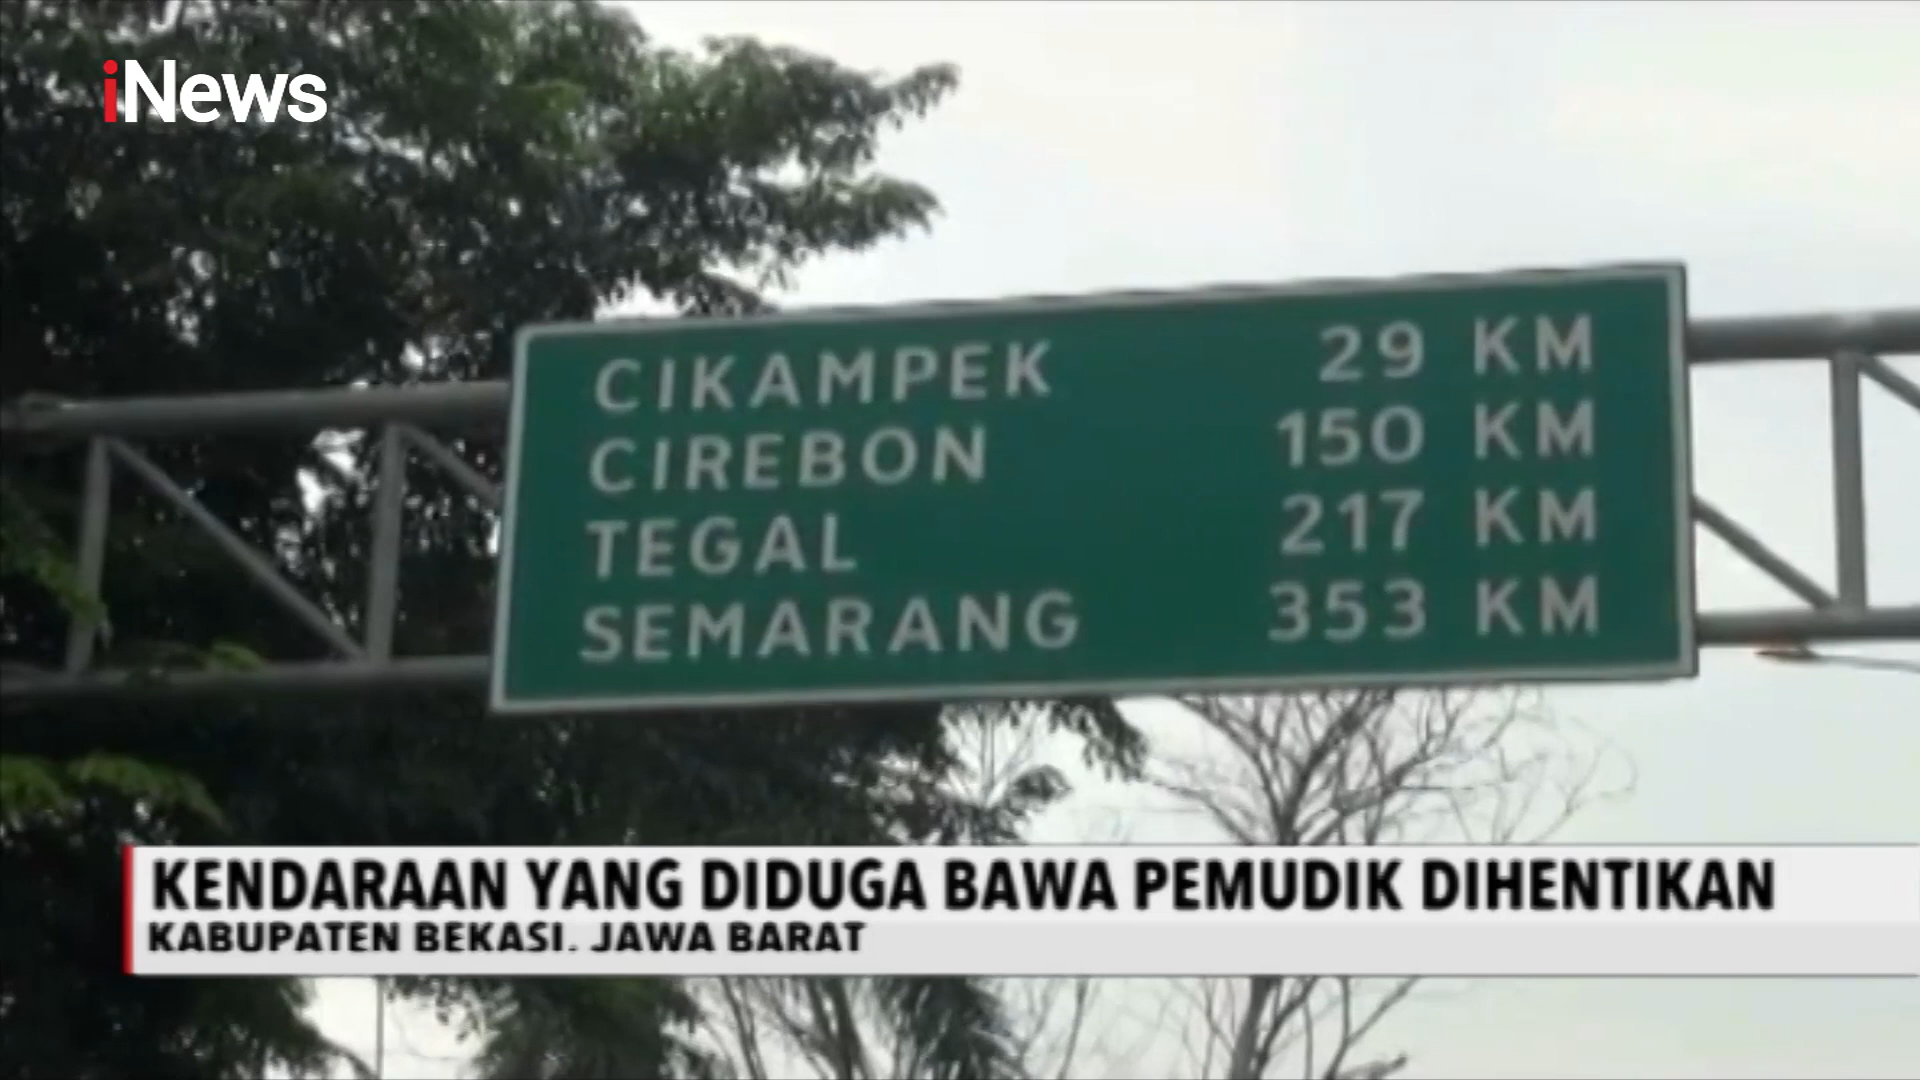 iNews
CIKAMPEK 29 KM
CIREBON 150 KM
TEGAL 217 KM
SEMARANG 353 KM
KENDARAAN YANG DIDUGA BAWA PEMUDIK DIHENTIKAN
KABUPATEN BEKASI, JAWA BARAT